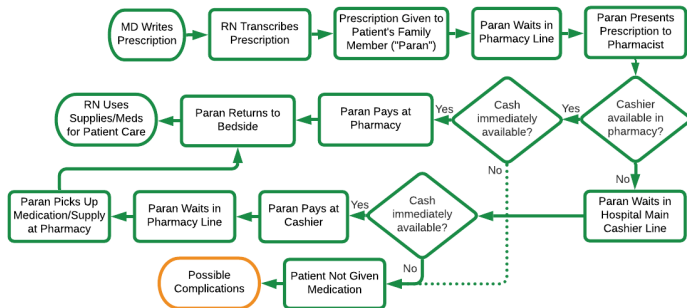 MD Writes
Prescription
RN Transcribes
Prescription
Prescription Given to
Patient's Family
Member ("Paran")
Paran Waits in
Pharmacy Line
Paran Presents
Prescription to
Pharmacist
RN Uses
Supplies/Meds
for Patient Care
Paran Returns to
Bedside
Paran Pays at
Pharmacy
Yes
Cash
immediately
available?
Yes
Cashier
available in
pharmacy?
No
No
Paran Picks Up
Medication/Supply
at Pharmacy
Paran Waits in
Pharmacy Line
Paran Pays at
Cashier
Yes
Cash
immediately
available?
Paran Waits in
Hospital Main
Cashier Line
No
Possible
Complications
Patient Not Given
Medication